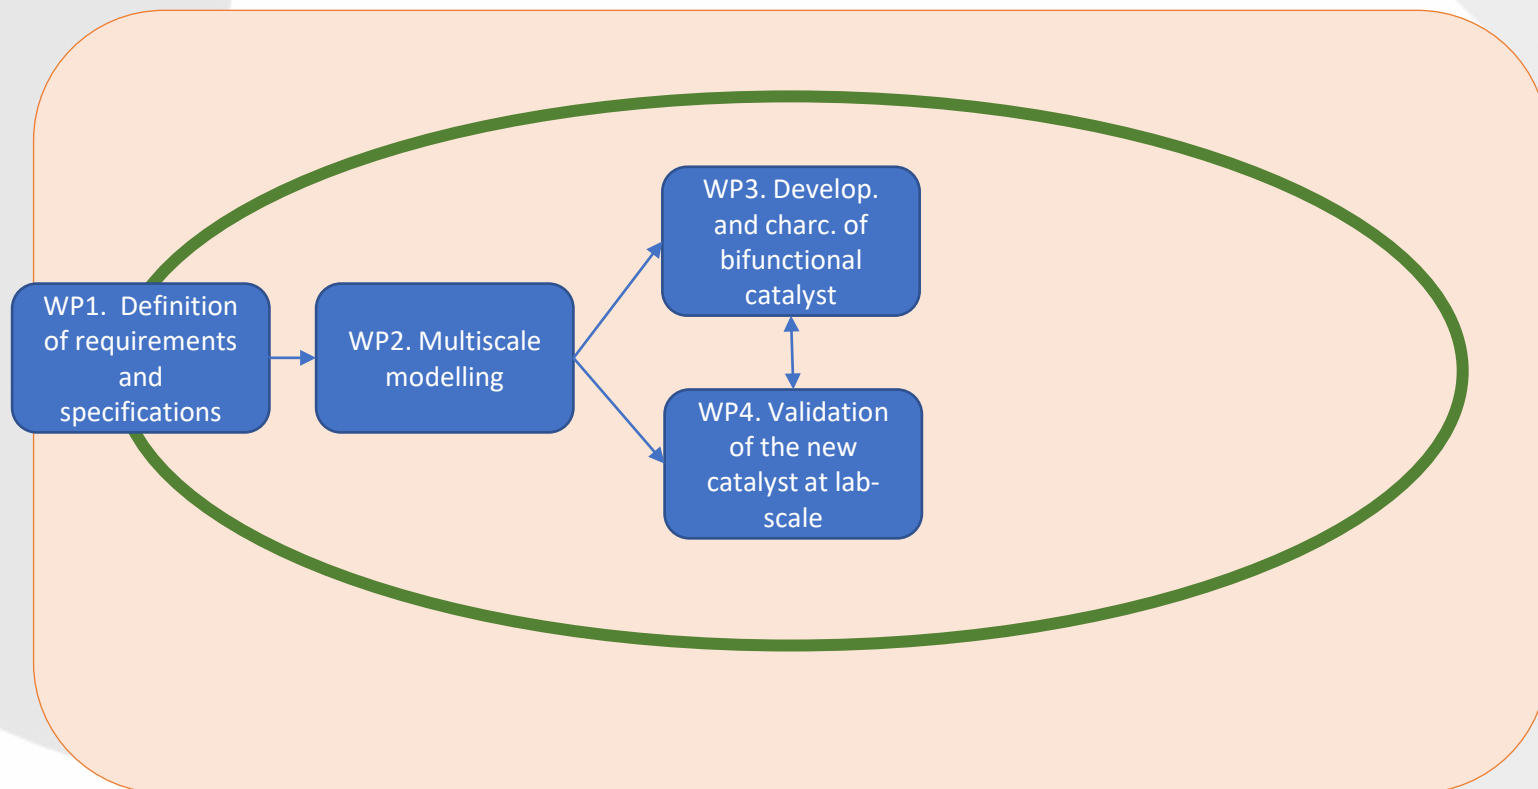 WP1.  Definition
of requirements
and
specifications
WP2. Multiscale
modelling
WP3. Develop.
and charc. of
bifunctional
catalyst
WP4. Validation
of the new
catalyst at lab-
scale